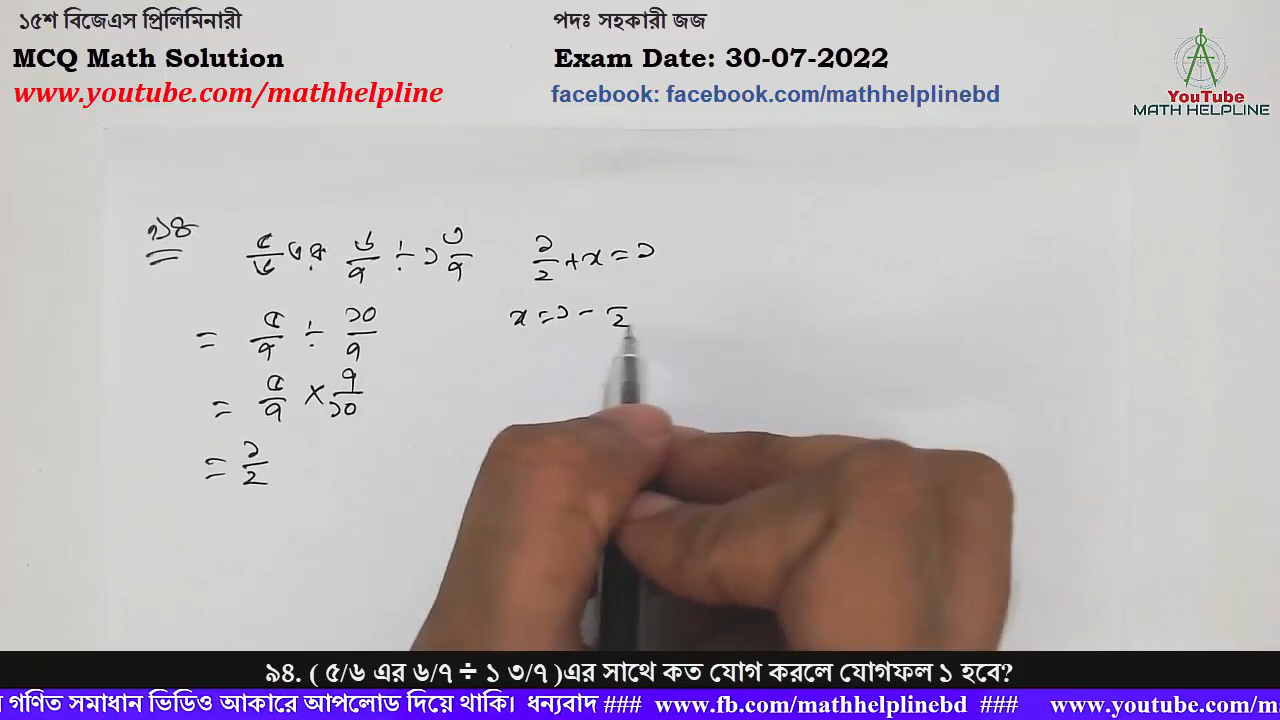 ১৫শ বিজেএস প্রিলিমিনারী
পদঃ সহকারী জজ
MCQ Math Solution
Exam Date: 30-07-2022
www.youtube.com/mathhelpline
facebook: facebook.com/mathhelplinebd
YouTube
MATH HELPLINE
৯৪
৫/৬ এর ৬/৭ ÷ ১ ৩/৭
= ৫/৭ ÷ ১০/৭
= ৫/৭ × ৭/১০
= ১/২
১/২ + x = ১
x = ১ - /২
৯৪. ( ৫/৬ এর ৬/৭ ÷ ১ ৩/৭ )এর সাথে কত যোগ করলে যোগফল ১ হবে?
গণিত সমাধান ভিডিও আকারে আপলোড দিয়ে থাকি। ধন্যবাদ ### www.fb.com/mathhelplinebd ### www.youtube.com/ma